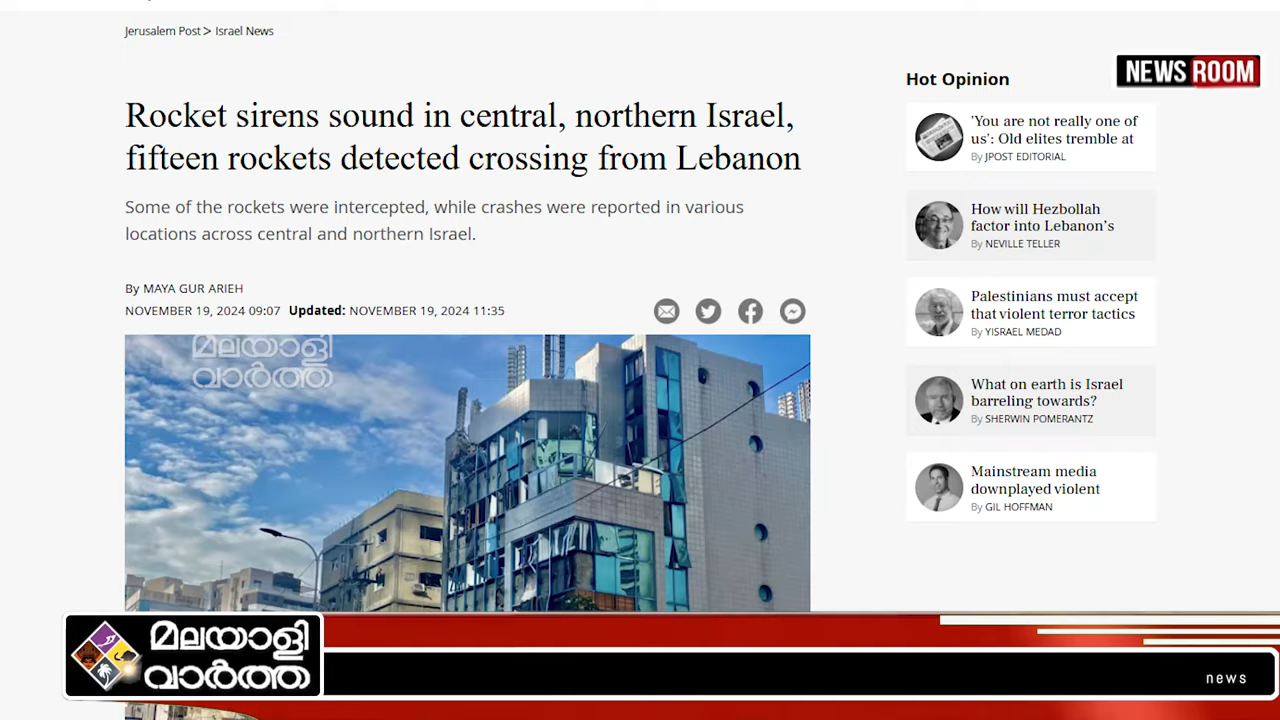 Jerusalem Post > Israel News
NEWS ROOM
Rocket sirens sound in central, northern Israel,
fifteen rockets detected crossing from Lebanon
Some of the rockets were intercepted, while crashes were reported in various
locations across central and northern Israel.
By MAYA GUR ARIEH
NOVEMBER 19, 2024 09:07 Updated: NOVEMBER 19, 2024 11:35
മലയാളി
വാർത്ത
Hot Opinion
'You are not really one of
us': Old elites tremble at
By JPOST EDITORIAL
How will Hezbollah
factor into Lebanon's
By NEVILLE TELLER
Palestinians must accept
that violent terror tactics
By YISRAEL MEDAD
What on earth is Israel
barreling towards?
By SHERWIN POMERANTZ
Mainstream media
downplayed violent
By GIL HOFFMAN
മലയാളി
വാർത്ത
news